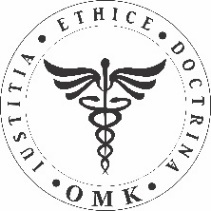 • IUSTITIA • ETHICE • DOCTRINA •
OMK